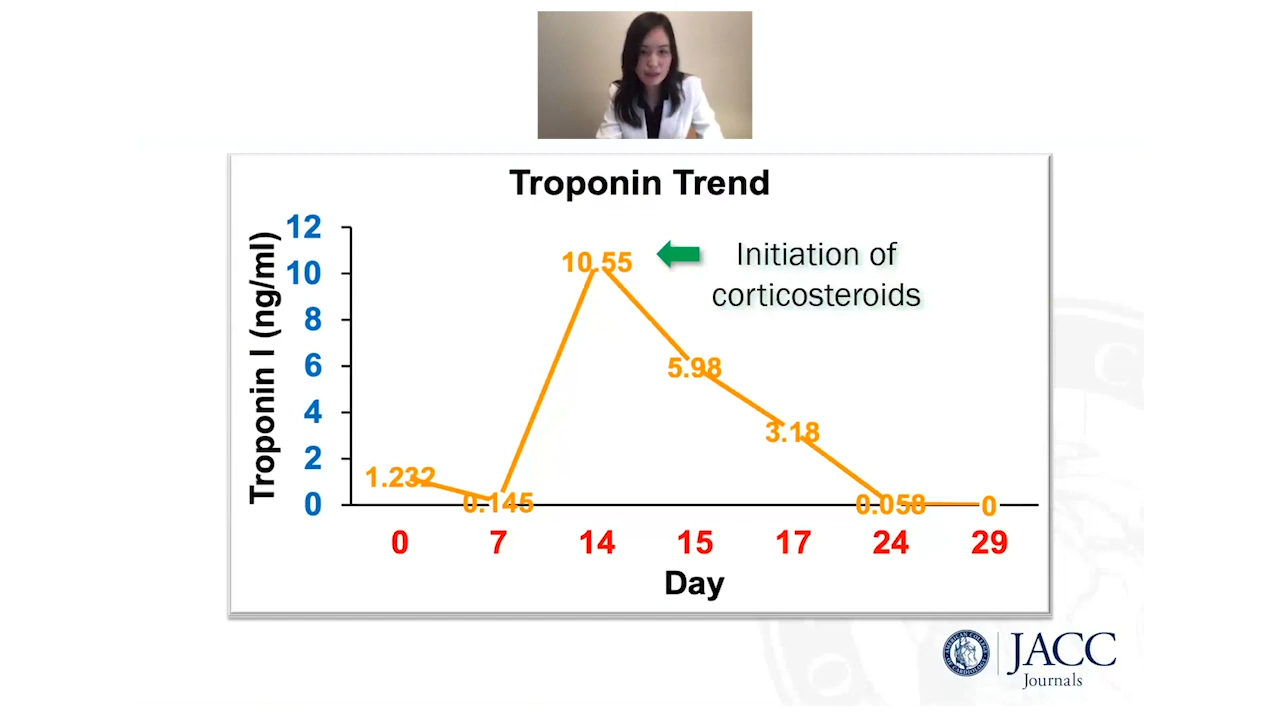 Troponin Trend
Troponin I (ng/ml)
12
10
8
6
4
2
0
1.232
0.145
10.55
5.98
3.18
0.058
0
Initiation of
corticosteroids
0 7 14 15 17 24 29
Day
JACC
Journals